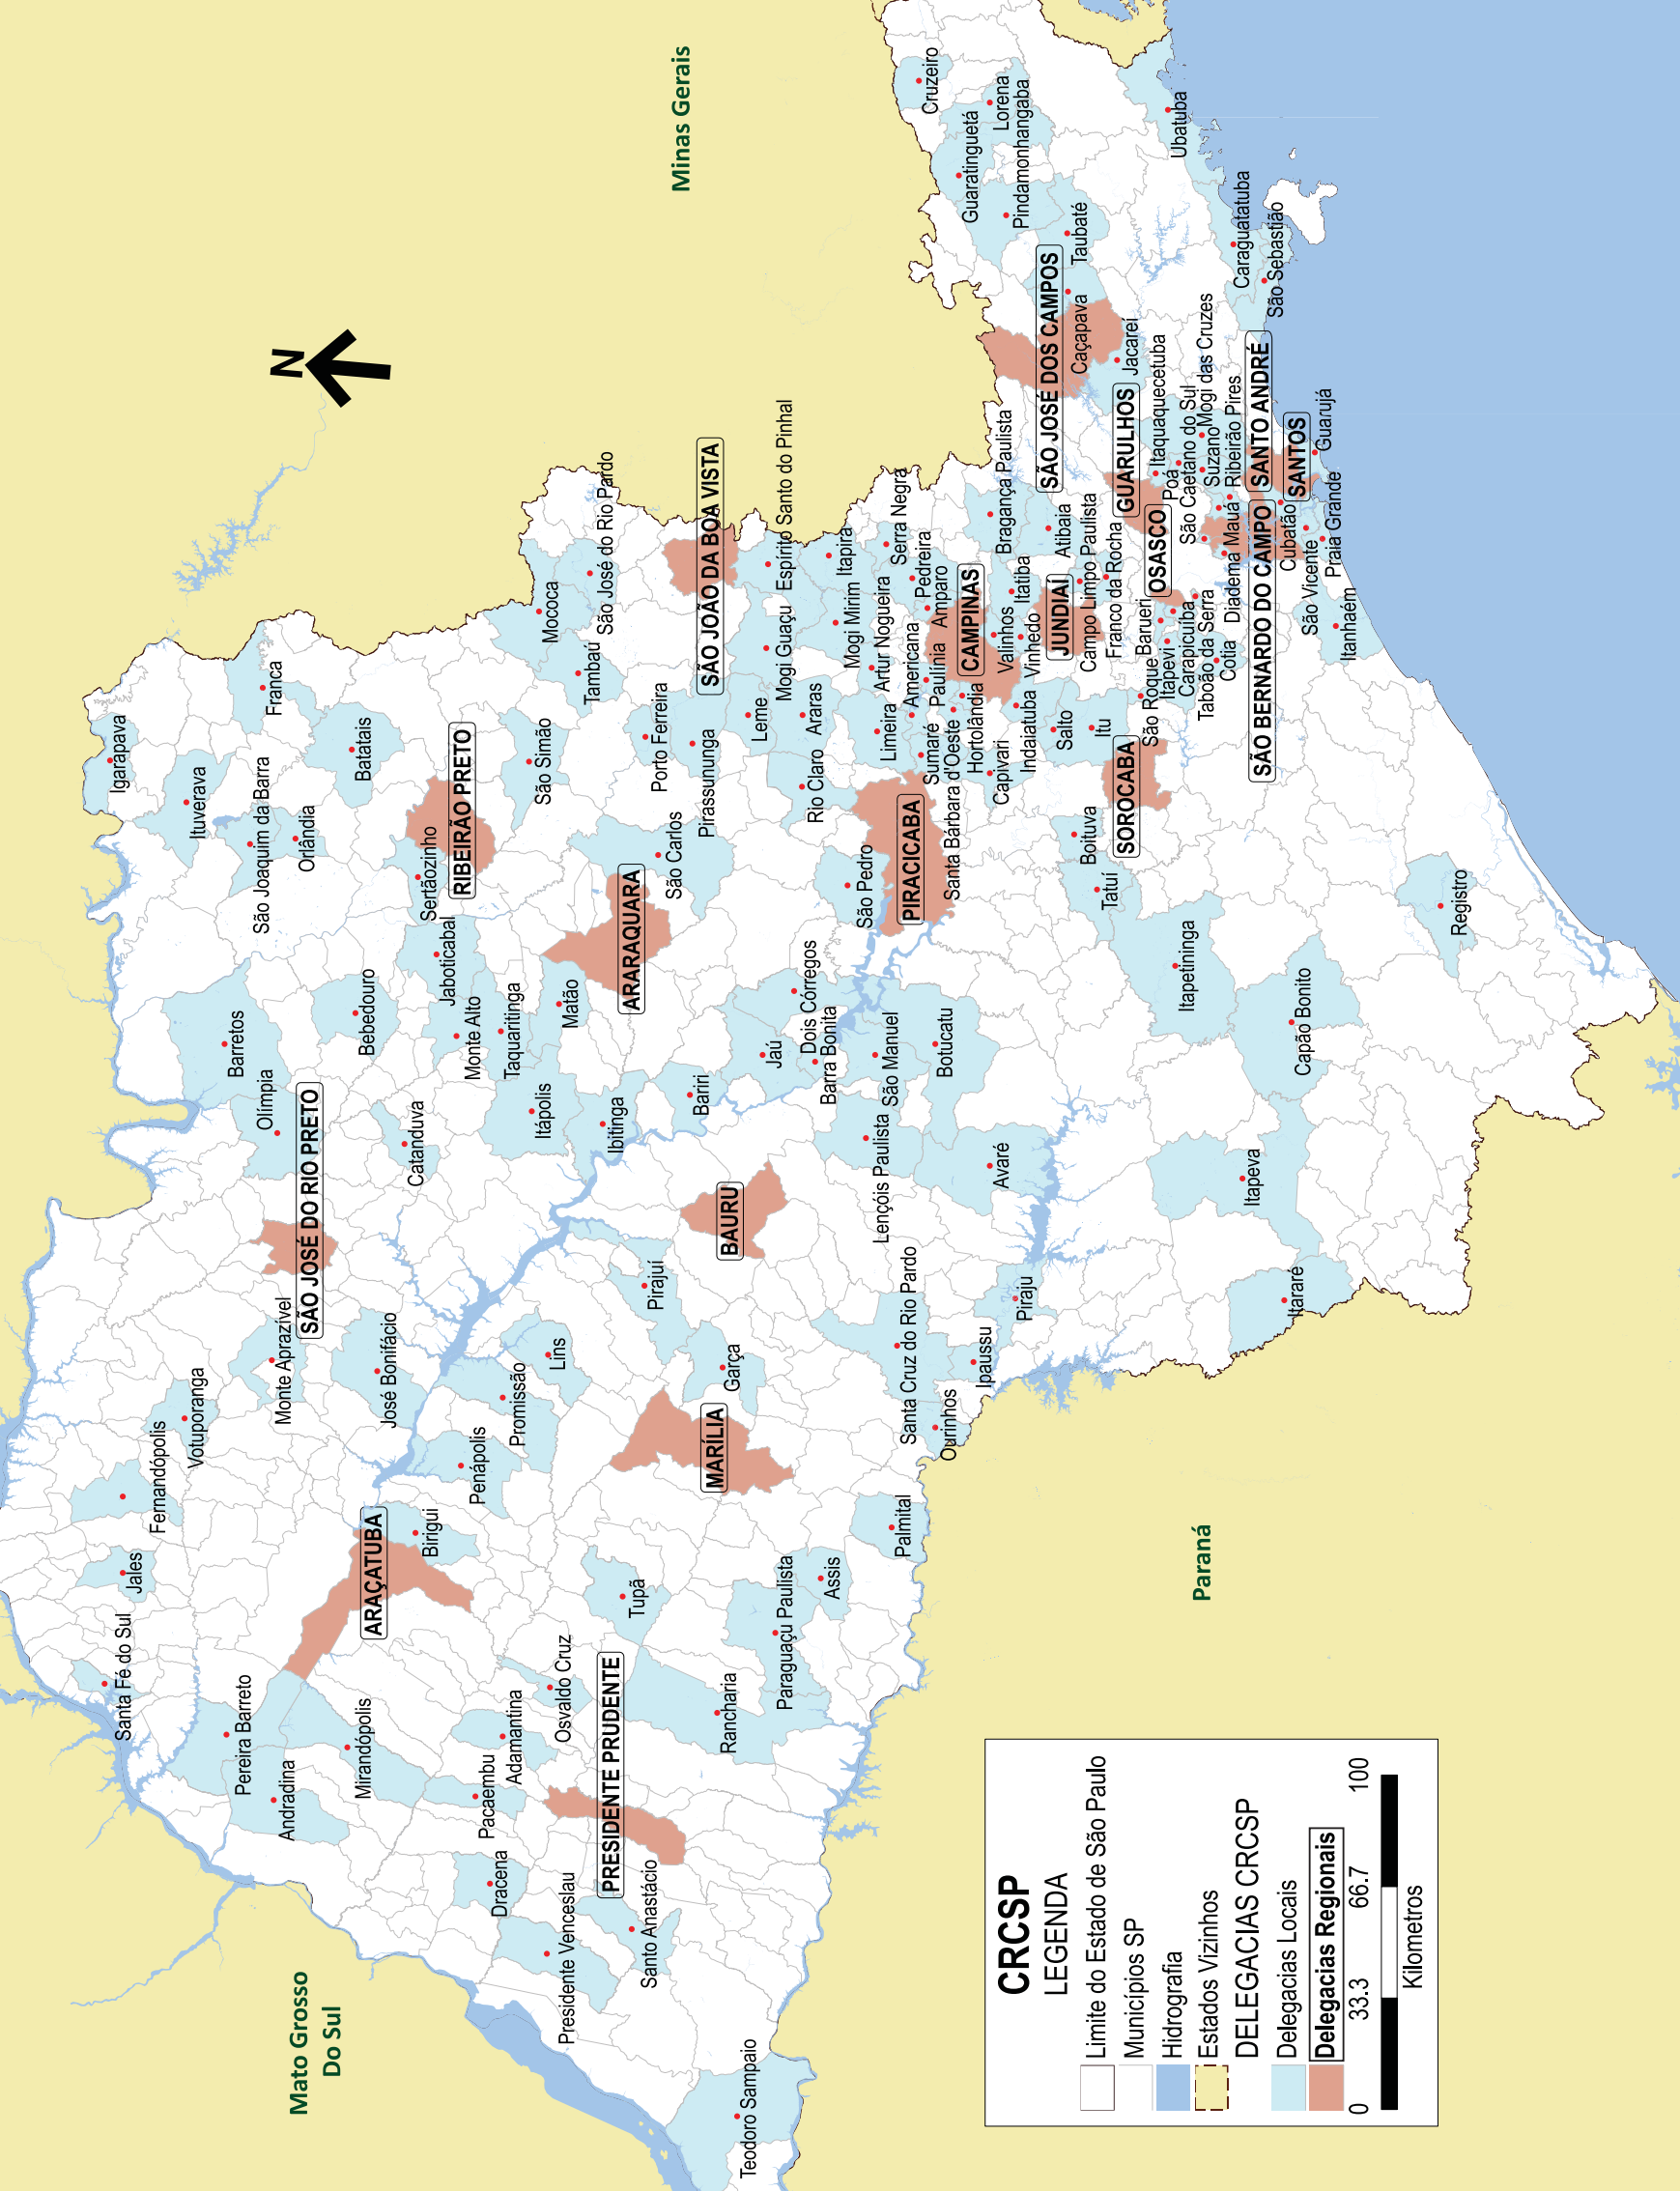 Minas Gerais
Mato Grosso
Do Sul
Paraná
N
Santa Fé do Sul
Jales
Fernandópolis
Votuporanga
Monte Aprazível
SÃO JOSÉ DO RIO PRETO
Olímpia
Barretos
Bebedouro
Igarapava
Ituverava
São Joaquim da Barra
Orlândia
Franca
Batatais
Pereira Barreto
Andradina
Mirandópolis
ARAÇATUBA
Birigui
Penápolis
Promissão
Lins
José Bonifácio
Catanduva
Monte Alto
Jaboticabal
Taquaritinga
Sertãozinho
RIBEIRÃO PRETO
São Simão
Mococa
São José do Rio Pardo
Tambaú
Matão
Itápolis
Ibitinga
ARARAQUARA
São Carlos
Porto Ferreira
Pirassununga
SÃO JOÃO DA BOA VISTA
Espírito Santo do Pinhal
Dracena
Pacaembu
Adamantina
Osvaldo Cruz
Tupã
Presidente Venceslau
Santo Anastácio
PRESIDENTE PRUDENTE
Teodoro Sampaio
Rancharia
Paraguaçu Paulista
Assis
Palmital
MARÍLIA
Garça
Pirajuí
BAURU
Bariri
Jaú
Dois Córregos
Barra Bonita
São Manuel
Botucatu
Lençóis Paulista
Avaré
Santa Cruz do Rio Pardo
Ourinhos
Ipaussu
Piraju
Leme
Araras
Rio Claro
Mogi Guaçu
Mogi Mirim
Itapira
Artur Nogueira
Serra Negra
Pedreira
Amparo
Limeira
Americana
Paulínia
São Pedro
PIRACICABA
Sumaré
Santa Bárbara d'Oeste
Hortolândia
CAMPINAS
Capivari
Indaiatuba
Valinhos
Vinhedo
Itatiba
Bragança Paulista
Atibaia
JUNDIAÍ
Campo Limpo Paulista
Franco da Rocha
Salto
Itu
Boituva
Tatuí
SOROCABA
São Roque
Barueri
Itapevi
Carapicuíba
Taboão da Serra
Cotia
OSASCO
GUARULHOS
Itaquaquecetuba
Poá
São Caetano do Sul
Suzano
Mogi das Cruzes
Ribeirão Pires
Mauá
Diadema
SANTO ANDRÉ
SÃO BERNARDO DO CAMPO
SANTOS
Cubatão
Guarujá
São Vicente
Praia Grande
Itanhaém
SÃO JOSÉ DOS CAMPOS
Caçapava
Jacareí
Taubaté
Pindamonhangaba
Guaratinguetá
Lorena
Cruzeiro
Ubatuba
Caraguatatuba
São Sebastião
Itapetininga
Capão Bonito
Itapeva
Itararé
Registro
CRCSP
LEGENDA
Limite do Estado de São Paulo
Municípios SP
Hidrografia
Estados Vizinhos
DELEGACIAS CRCSP
Delegacias Locais
Delegacias Regionais
0 33.3 66.7 100
Kilometros